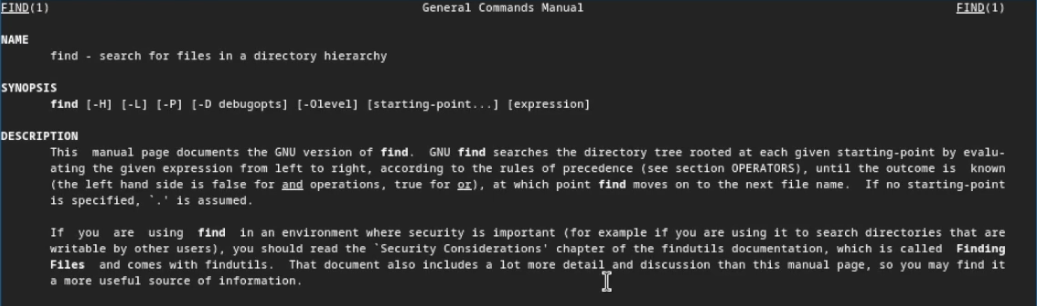 FIND(1) General Commands Manual FIND(1)
NAME
find - search for files in a directory hierarchy
SYNOPSIS
find [-H] [-L] [-P] [-D debugopts] [-Olevel] [starting-point...] [expression]
DESCRIPTION
This manual page documents the GNU version of find. GNU find searches the directory tree rooted at each given starting-point by evalu-
ating the given expression from left to right, according to the rules of precedence (see section OPERATORS), until the outcome is known
(the left hand side is false for and operations, true for or), at which point find moves on to the next file name. If no starting-point
is specified, `.' is assumed.
If you are using find in an environment where security is important (for example if you are using it to search directories that are
writable by other users), you should read the `Security Considerations' chapter of the findutils documentation, which is called Finding
Files and comes with findutils. That document also includes a lot more detail and discussion than this manual page, so you may find it
a more useful source of information.